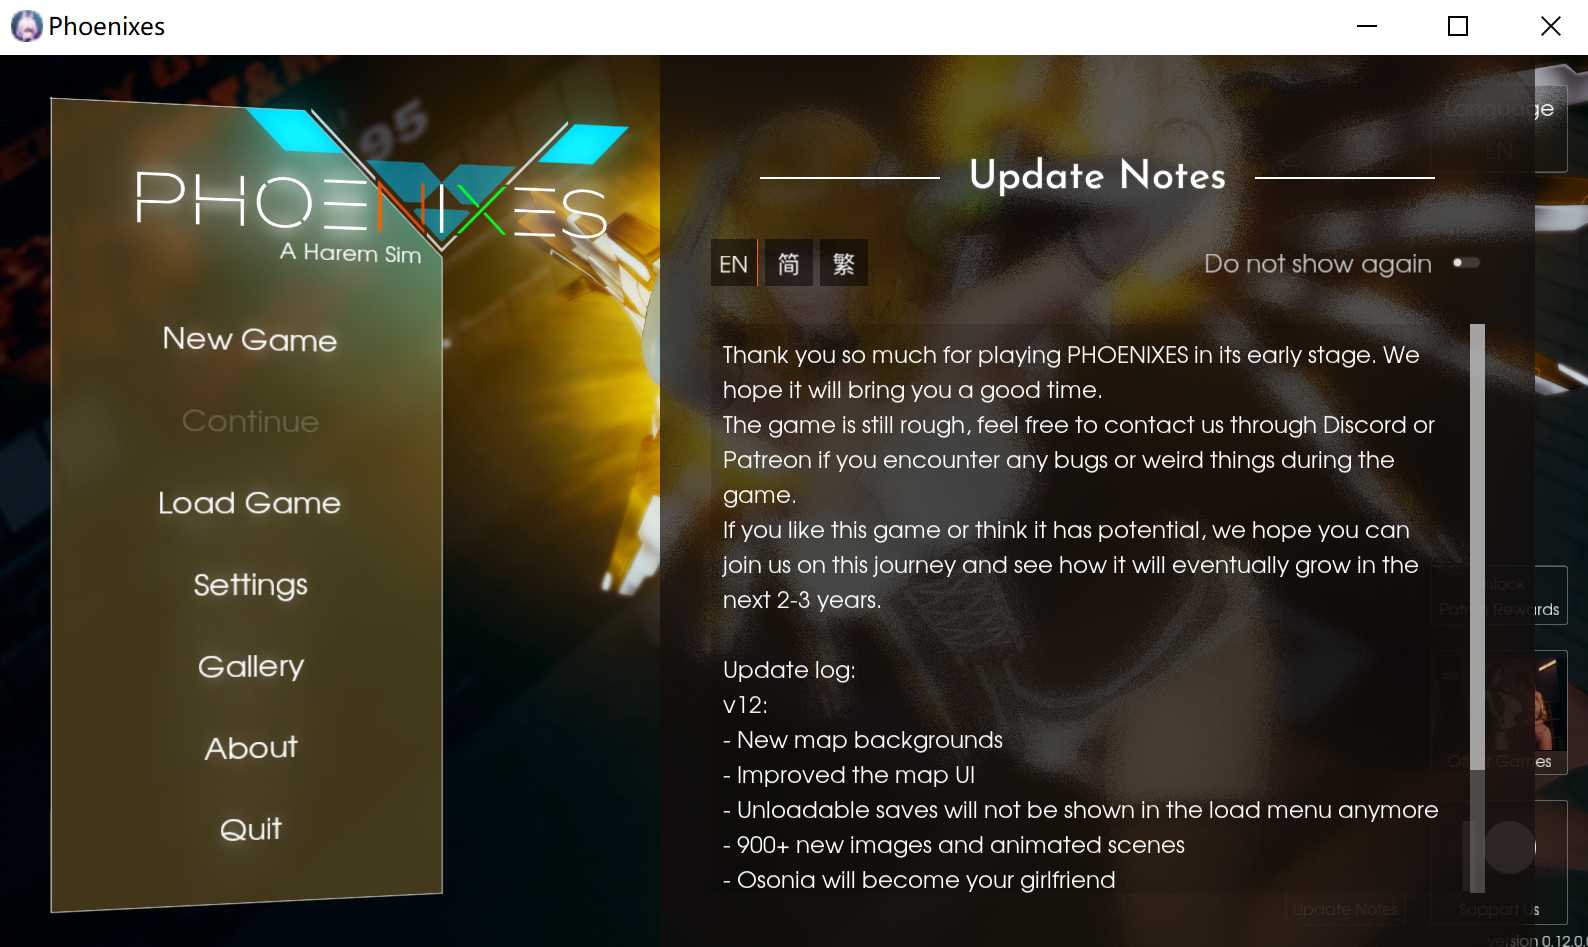 Phoenixes
95
PHOENIXES
A Harem Sim
New Game
Continue
Load Game
Settings
Gallery
About
Quit
Update Notes
EN 简 繁
Do not show again
Thank you so much for playing PHOENIXES in its early stage. We
hope it will bring you a good time.
The game is still rough, feel free to contact us through Discord or
Patreon if you encounter any bugs or weird things during the
game.
If you like this game or think it has potential, we hope you can
join us on this journey and see how it will eventually grow in the
next 2-3 years.
Update log:
v12:
- New map backgrounds
- Improved the map UI
- Unloadable saves will not be shown in the load menu anymore
- 900+ new images and animated scenes
- Osonia will become your girlfriend
Language
EN
Unlock
Patron Rewards
Other Games
Support Us
Update Notes
version 0.12.0